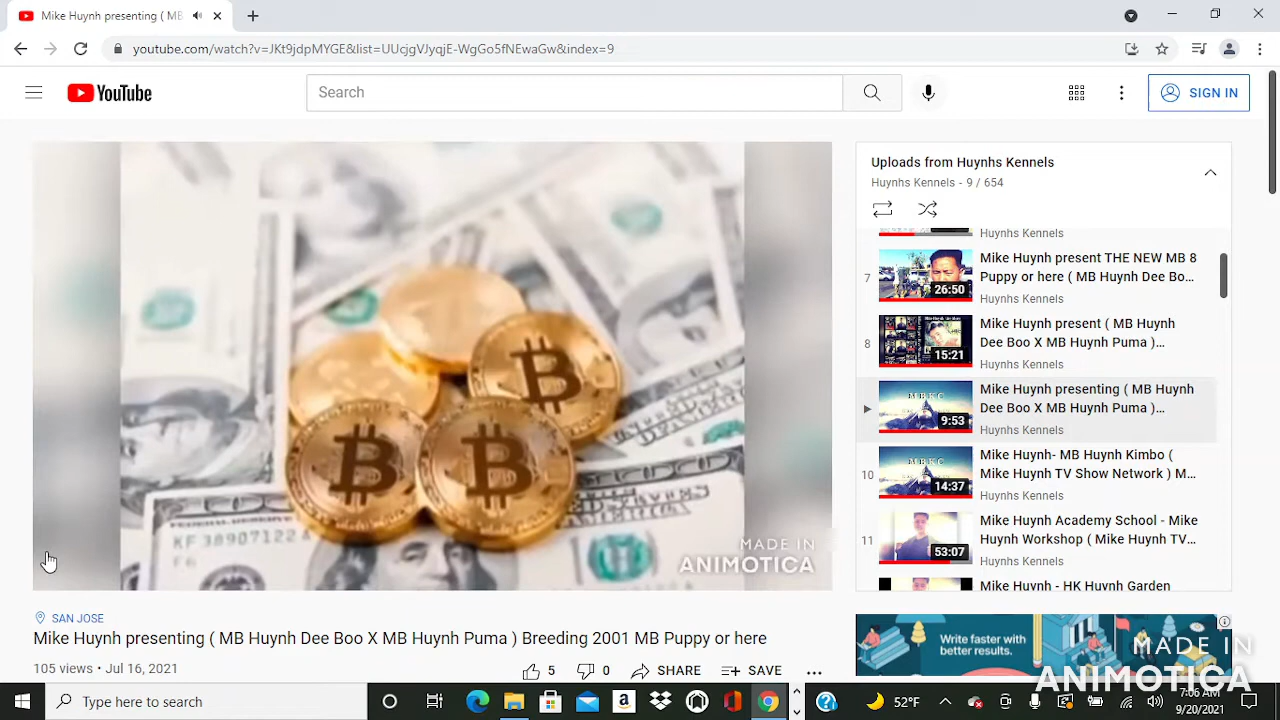 Mike Huynh presenting ( MB
youtube.com/watch?v=JKt9jdpMYGE&list=UUcjgVJyqjE-WgGo5fNEwaGw&index=9
YouTube
Search
SIGN IN
KF 38907122 A
MADE IN
ANIMOTICA
SAN JOSE
Mike Huynh presenting ( MB Huynh Dee Boo X MB Huynh Puma ) Breeding 2001 MB Puppy or here
105 views • Jul 16, 2021
5
0
SHARE
SAVE
Uploads from Huynhs Kennels
Huynhs Kennels - 9 / 654
Huynhs Kennels
7
26:50
Mike Huynh present THE NEW MB 8
Puppy or here ( MB Huynh Dee Bo...
Huynhs Kennels
8
15:21
Mike Huynh present ( MB Huynh
Dee Boo X MB Huynh Puma )...
Huynhs Kennels
M B K C
9:53
Mike Huynh presenting ( MB Huynh
Dee Boo X MB Huynh Puma )...
Huynhs Kennels
10
M B K C
14:37
Mike Huynh- MB Huynh Kimbo (
Mike Huynh TV Show Network ) M...
Huynhs Kennels
11
53:07
Mike Huynh Academy School - Mike
Huynh Workshop ( Mike Huynh TV...
Huynhs Kennels
Mike Huynh - HK Huynh Garden
Write faster with
better results.
MADE IN
ANIMOTICA
Type here to search
52°F
7:06 AM
9/20/2021